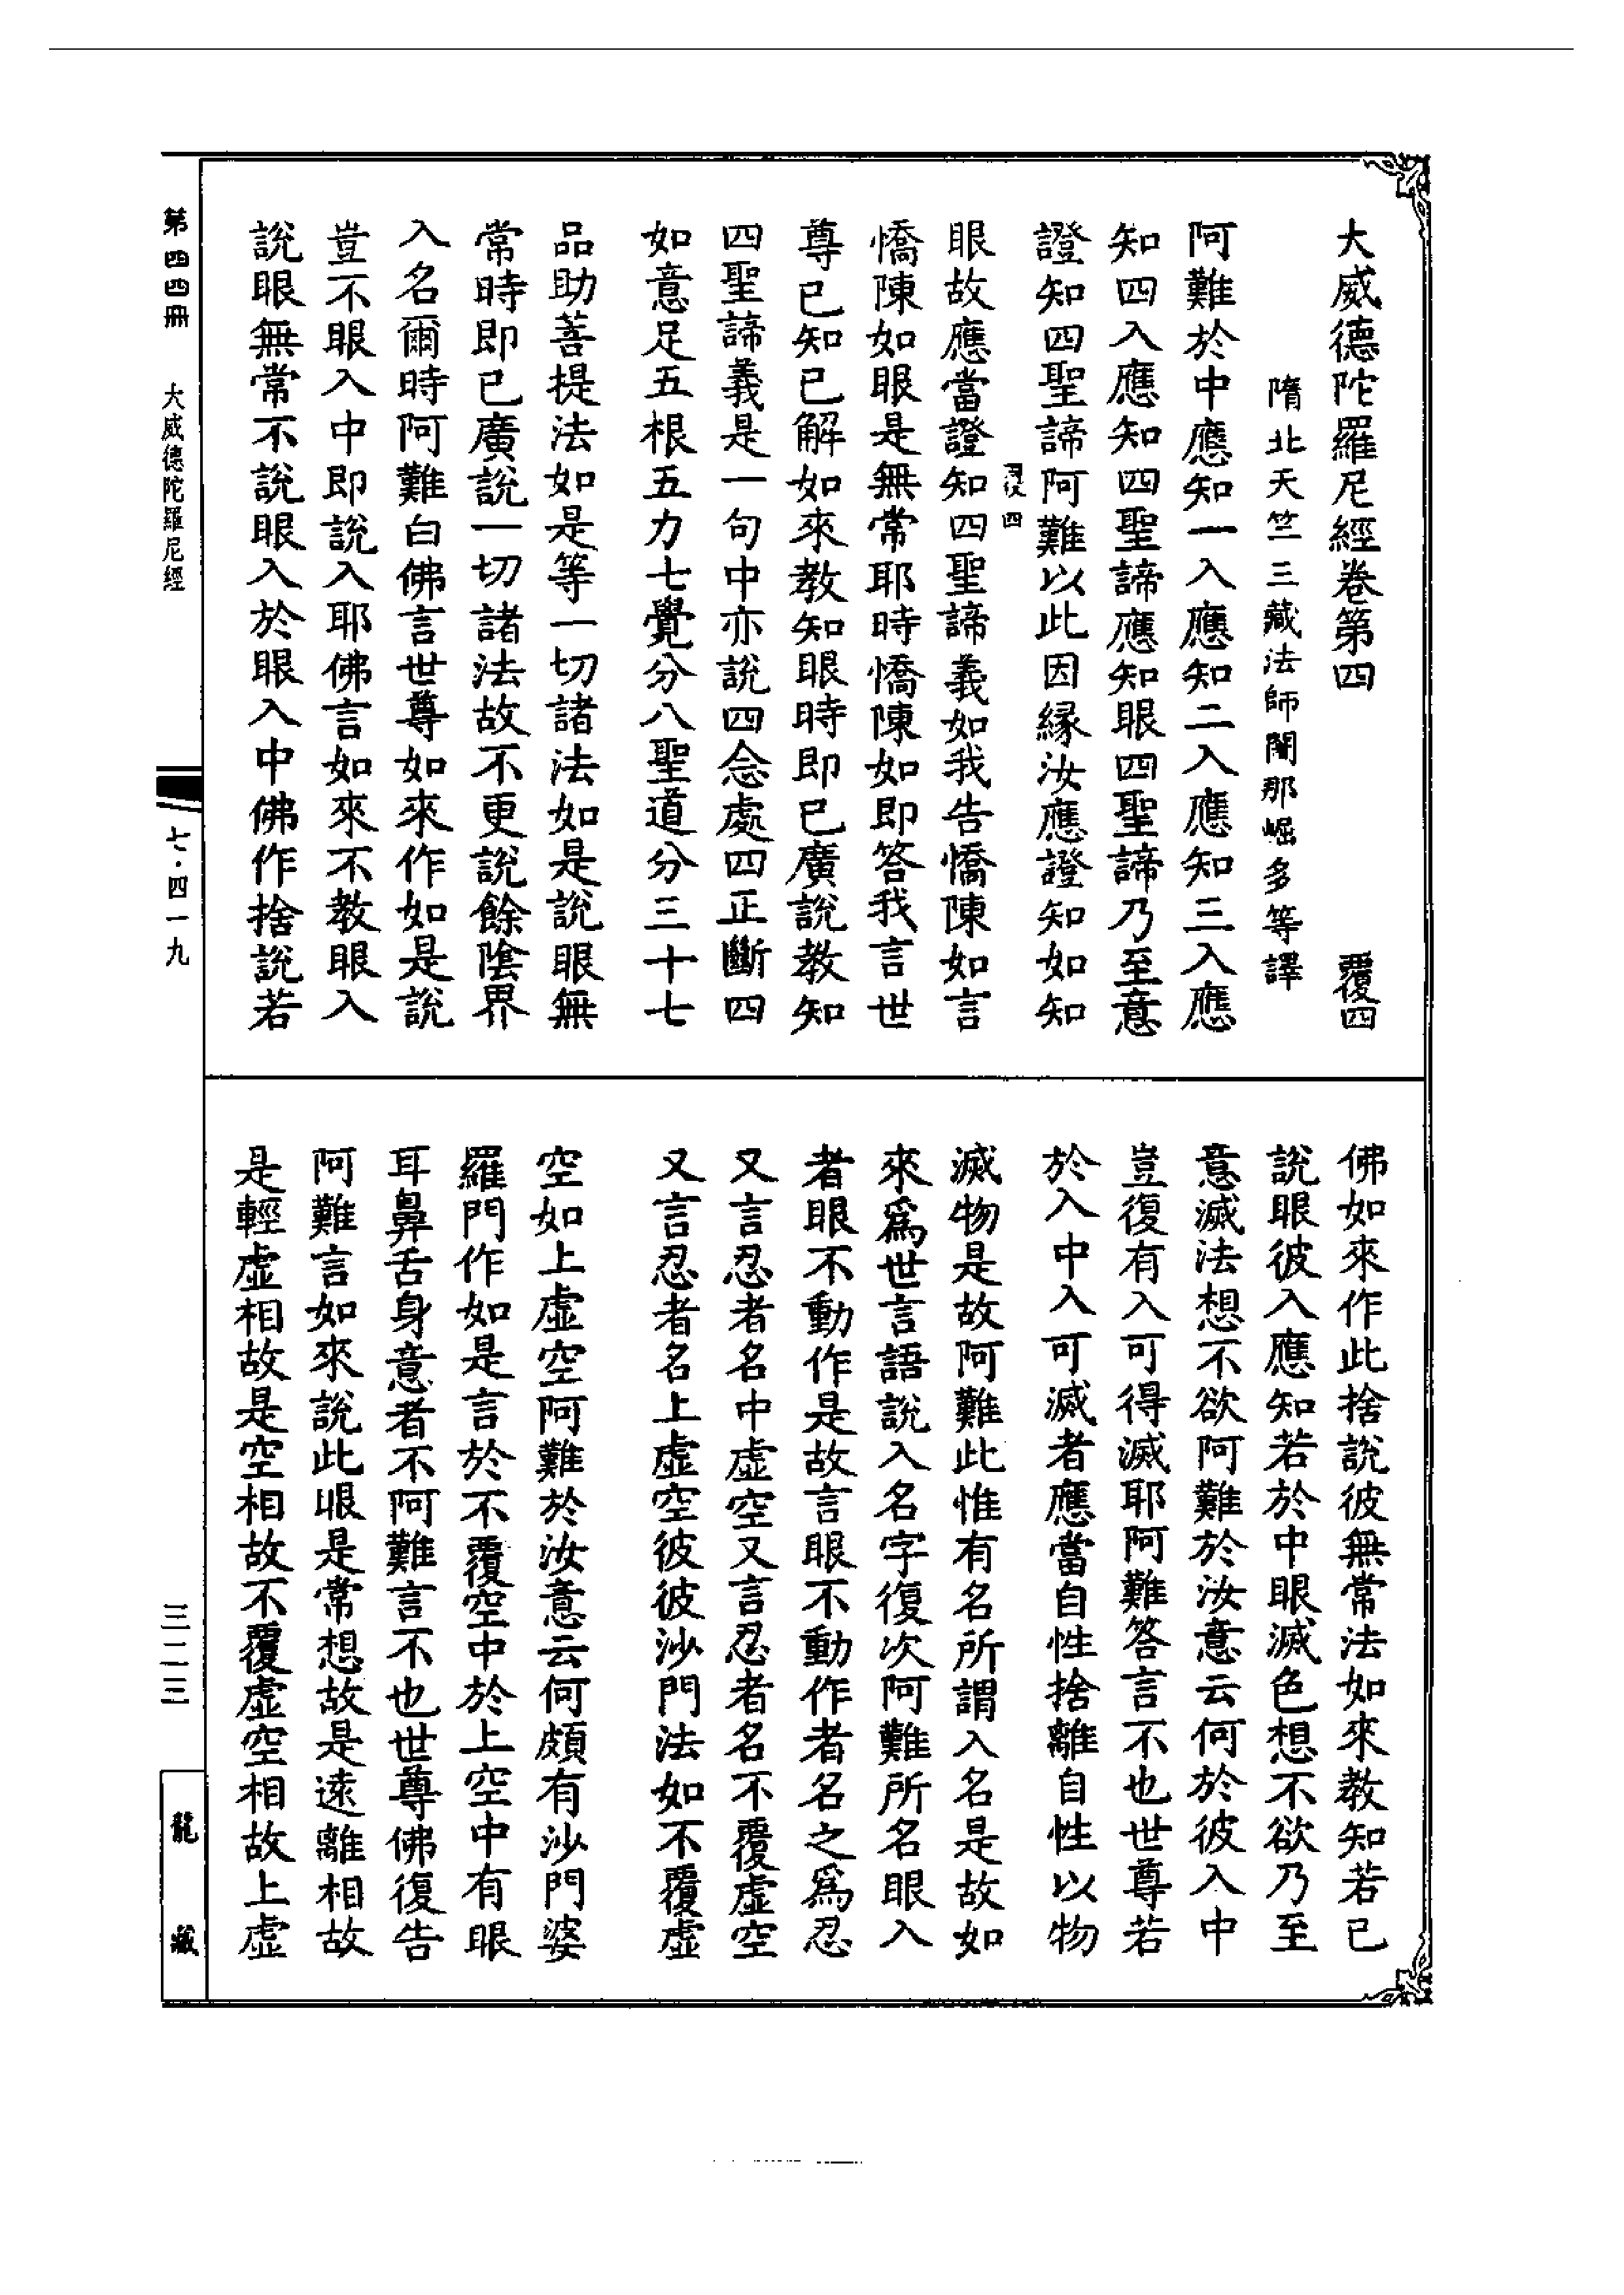 大威德陀羅尼經卷第四 覆四
隋北天竺三藏法師闍那崛多等譯
阿難於中應知一入應知二入應知三入應
知四入應知四聖諦應知眼四聖諦乃至意
證知四聖諦阿難以此因縁汝應證知如知
覆 四
眼故應當證知四聖諦義如我告憍陳如言
憍陳如眼是無常耶時憍陳如即答我言世
尊已知已解如來教知眼時即已廣說教知
四聖諦義是一句中亦說四念處四正斷四
如意足五根五力七覺分八聖道分三十七
品助菩提法如是等一切諸法如是說眼無
常時即已廣說一切諸法故不更說餘陰界
入名爾時阿難白佛言世尊如來作如是說
豈不眼入中即說入耶佛言如來不教眼入
說眼無常不說眼入於眼入中佛作捨說若
佛如來作此捨說彼無常法如來教知若已
說眼彼入應知若於中眼滅色想不欲乃至
意滅法想不欲阿難於汝意云何於彼入中
豈復有入可得滅耶阿難答言不也世尊若
於入中入可滅者應當自性捨離自性以物
滅物是故阿難此惟有名所謂入名是故如
來爲世言語說入名字復次阿難所名眼入
者眼不動作是故言眼不動作者名之爲忍
又言忍者名中虛空又言忍者名不覆虛空
又言忍者名上虛空彼彼沙門法如不覆虛
空如上虛空阿難於汝意云何頗有沙門婆
羅門作如是言於不覆空中於上空中有眼
耳鼻舌身意者不阿難言不也世尊佛復告
阿難言如來說此眼是常想故是遠離相故
是輕虛相故是空相故不覆虛空相故上虛
第四四冊 大威德陀羅尼經
七·四一九
三二三
龍藏